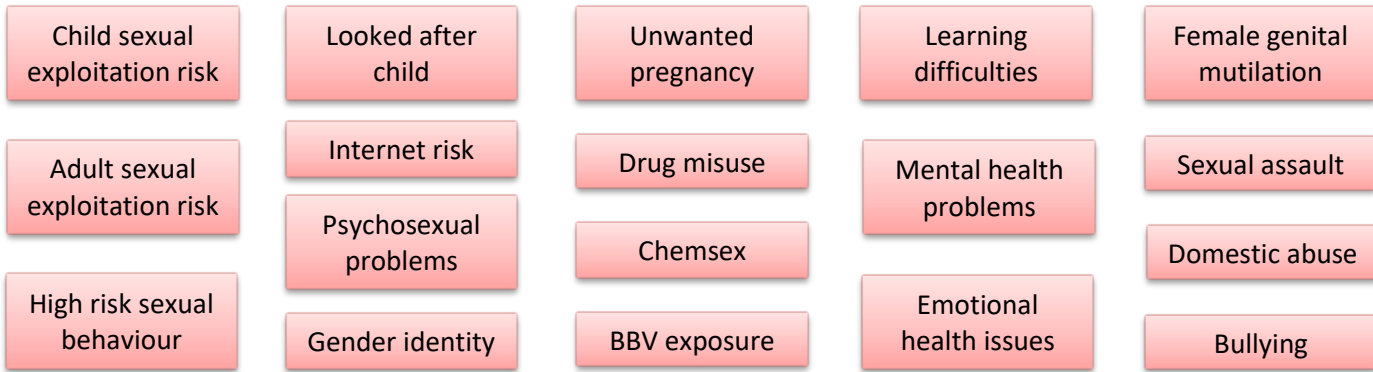 Child sexual
exploitation risk
Looked after
child
Unwanted
pregnancy
Learning
difficulties
Female genital
mutilation
Adult sexual
exploitation risk
Internet risk
Drug misuse
Mental health
problems
Sexual assault
Psychosexual
problems
Chemsex
Domestic abuse
High risk sexual
behaviour
Gender identity
BBV exposure
Emotional
health issues
Bullying